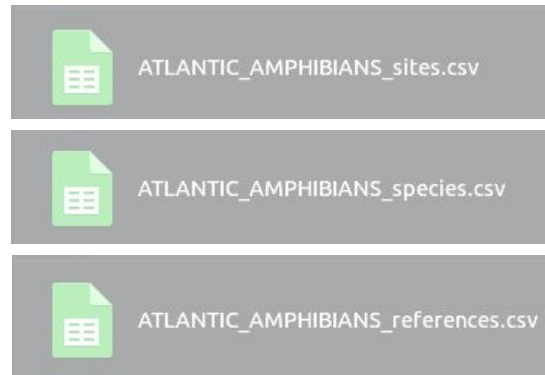 ATLANTIC_AMPHIBIANS_sites.csv
ATLANTIC_AMPHIBIANS_species.csv
ATLANTIC_AMPHIBIANS_references.csv